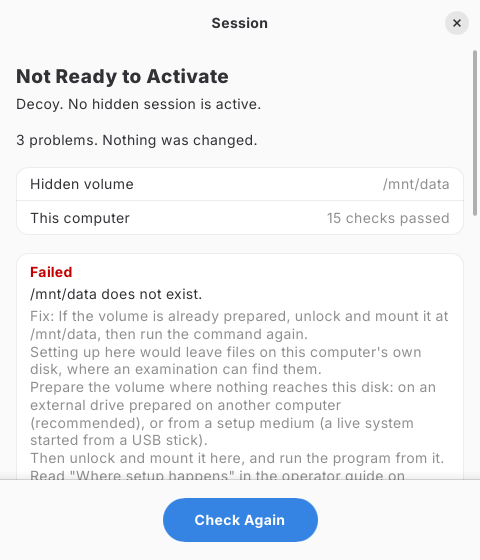 Session
Not Ready to Activate
Decoy. No hidden session is active.
3 problems. Nothing was changed.
Hidden volume /mnt/data
This computer 15 checks passed
Failed
/mnt/data does not exist.
Fix: If the volume is already prepared, unlock and mount it at
/mnt/data, then run the command again.
Setting up here would leave files on this computer's own
disk, where an examination can find them.
Prepare the volume where nothing reaches this disk: on an
external drive prepared on another computer
(recommended), or from a setup medium (a live system
started from a USB stick).
Then unlock and mount it here, and run the program from it.
Read "Where setup happens" in the operator guide on
Check Again